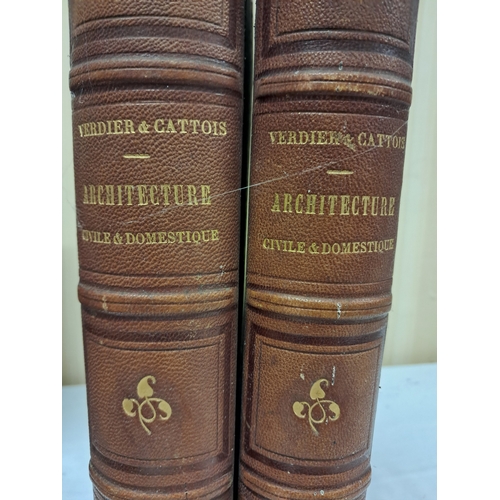 VERDIER & CATTOIS
ARCHITECTURE
CIVILE & DOMESTIQUE
VERDIER & CATTOIS
ARCHITECTURE
CIVILE & DOMESTIQUE